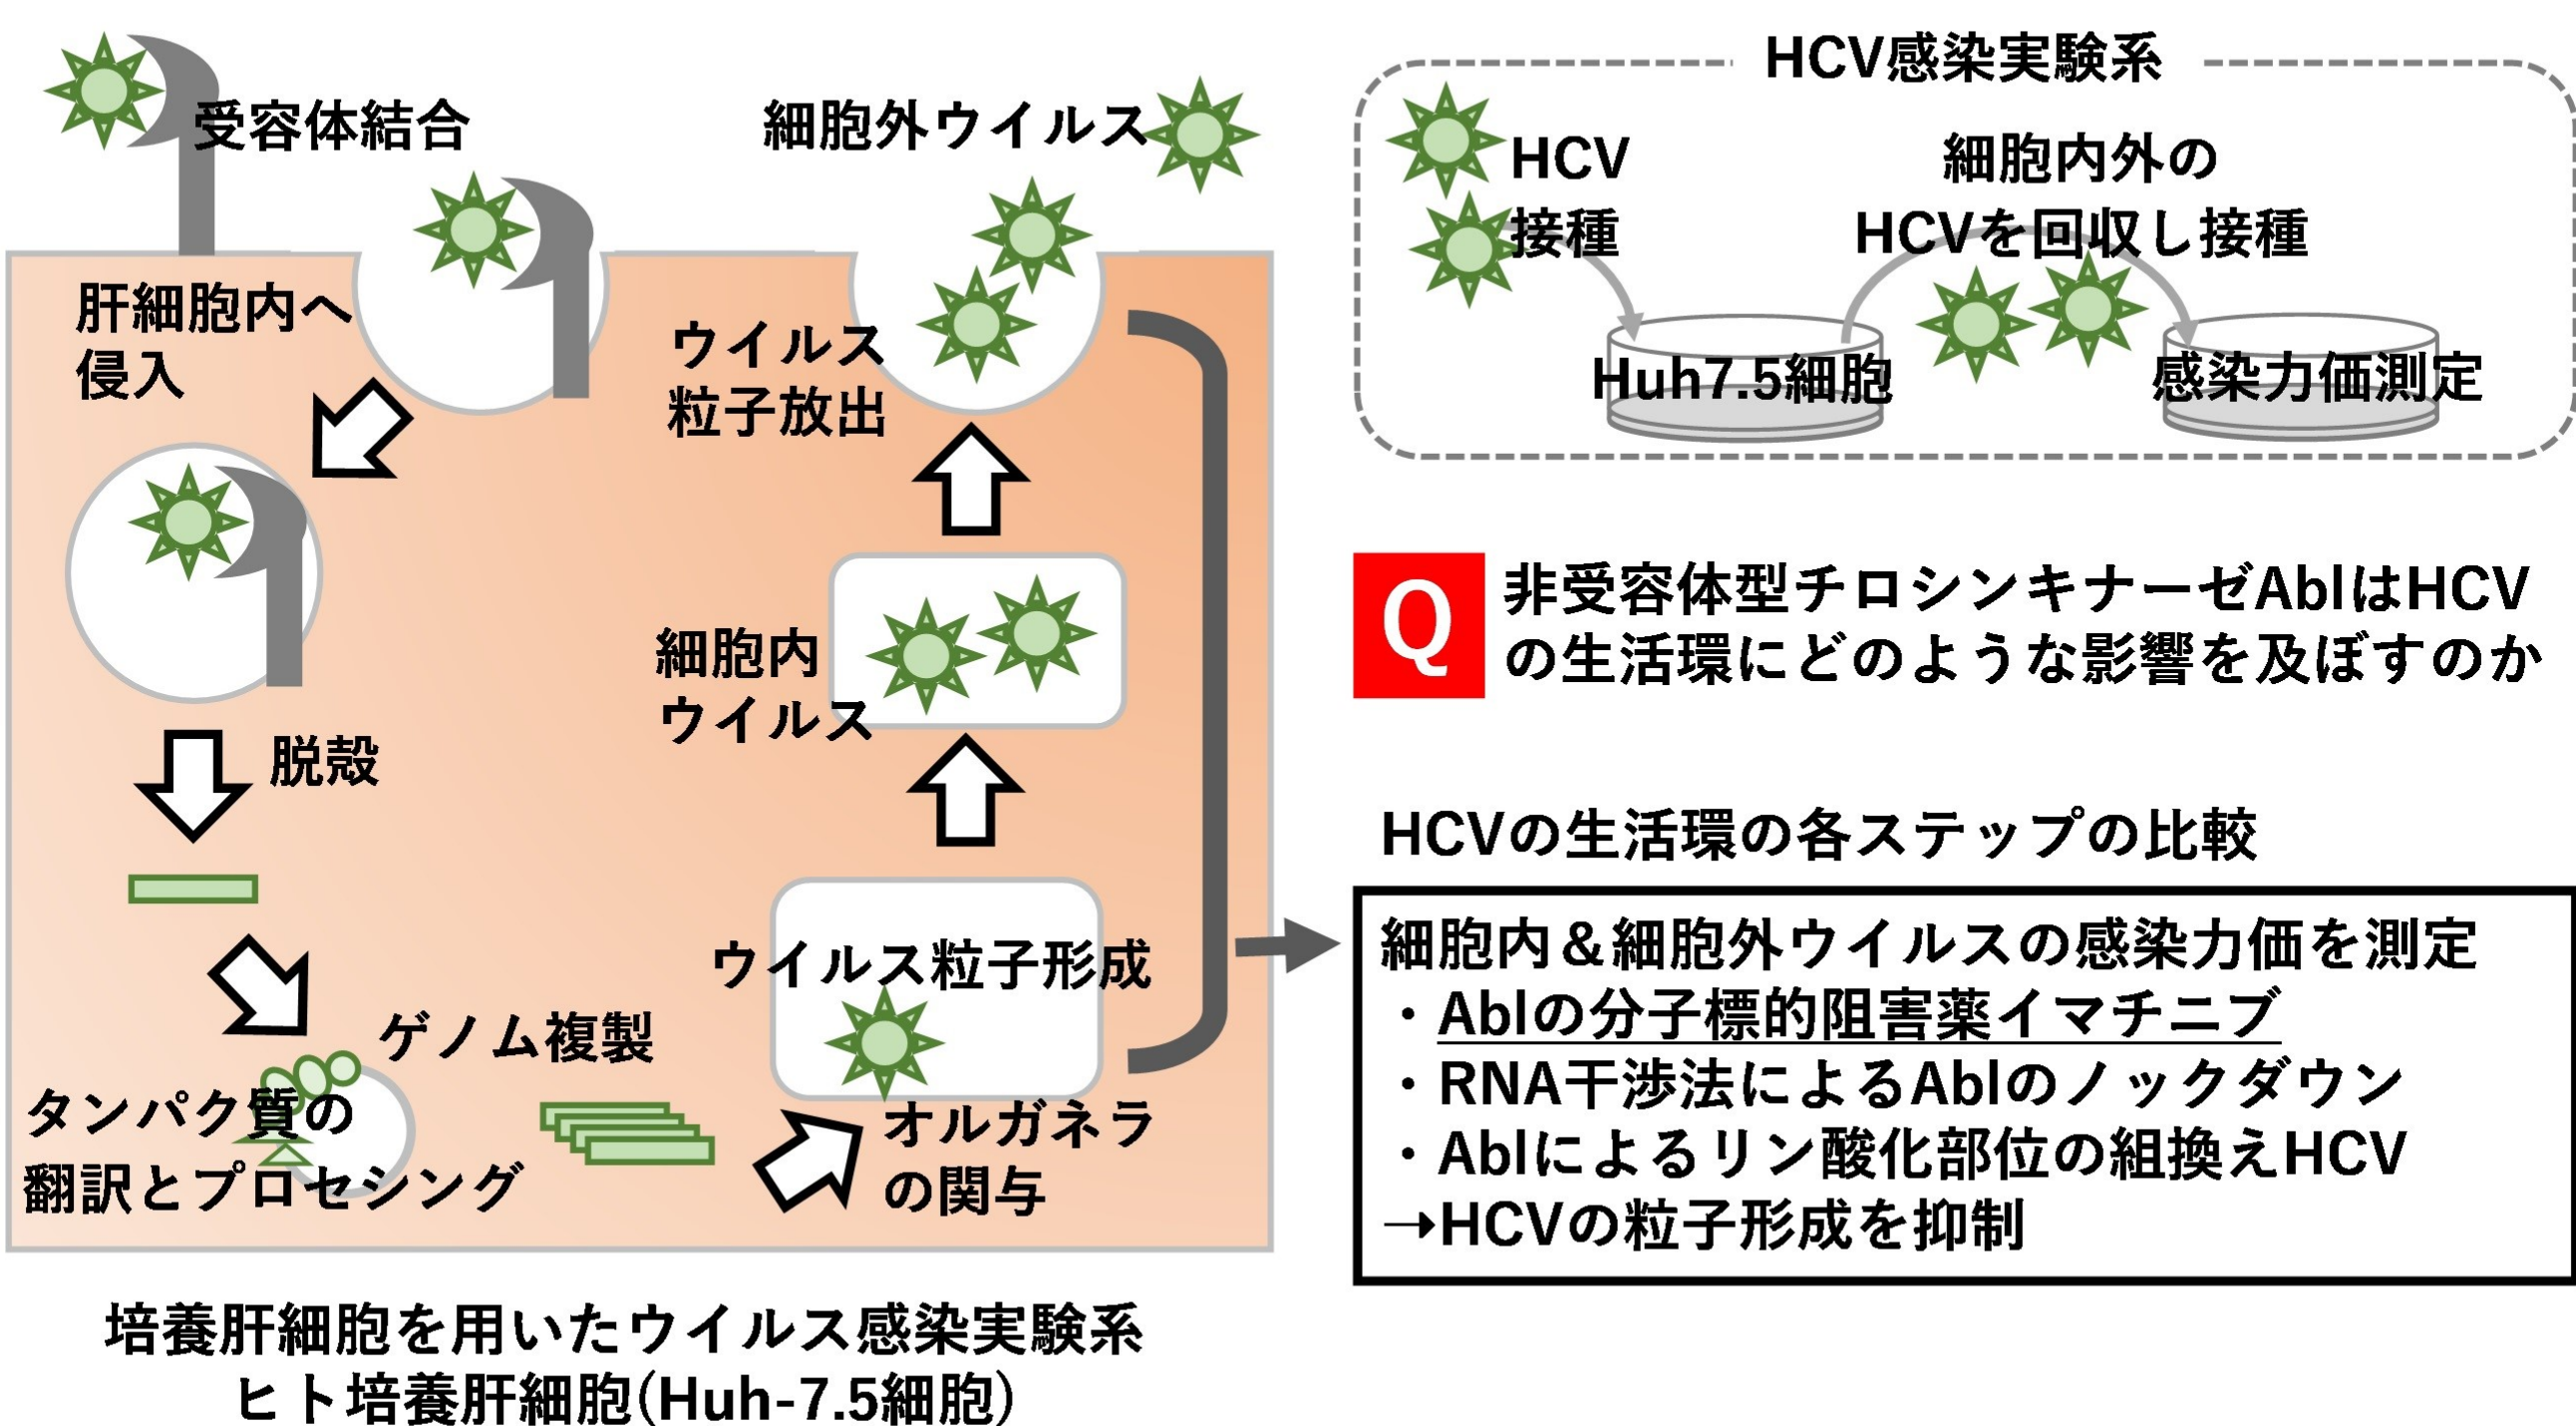 受容体結合
細胞外ウイルス
肝細胞内へ
侵入
ウイルス
粒子放出
脱殻
細胞内
ウイルス
ゲノム複製
タンパク質の
翻訳とプロセシング
ウイルス粒子形成
オルガネラ
の関与
培養肝細胞を用いたウイルス感染実験系
ヒト培養肝細胞(Huh-7.5細胞)
HCV感染実験系
HCV
接種
細胞内外の
HCVを回収し接種
Huh7.5細胞
感染力価測定
Q
非受容体型チロシンキナーゼAblはHCV
の生活環にどのような影響を及ぼすのか
HCVの生活環の各ステップの比較
細胞内＆細胞外ウイルスの感染力価を測定
・Ablの分子標的阻害薬イマチニブ
・RNA干渉法によるAblのノックダウン
・Ablによるリン酸化部位の組換えHCV
→HCVの粒子形成を抑制